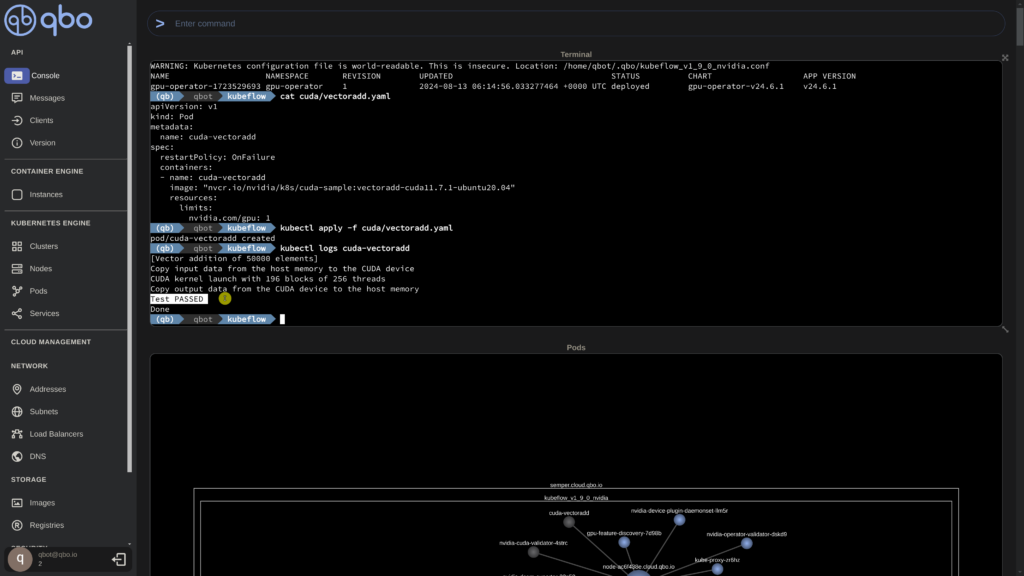 qbo
API
Console
Messages
Clients
Version
CONTAINER ENGINE
Instances
KUBERNETES ENGINE
Clusters
Nodes
Pods
Services
CLOUD MANAGEMENT
NETWORK
Addresses
Subnets
Load Balancers
DNS
STORAGE
Images
Registries
q
qbot@qbo.io
2
> Enter command
Terminal
WARNING: Kubernetes configuration file is world-readable. This is insecure. Location: /home/qbot/.qbo/kubeflow_v1_9_0_nvidia.conf
NAME NAMESPACE REVISION UPDATED STATUS CHART APP VERSION
gpu-operator-1723529693 gpu-operator 1 2024-08-13 06:14:56.033277464 +0000 UTC deployed gpu-operator-v24.6.1 v24.6.1
(qb) qbot kubeflow cat cuda/vectoradd.yaml
apiVersion: v1
kind: Pod
metadata:
name: cuda-vectoradd
spec:
restartPolicy: OnFailure
containers:
- name: cuda-vectoradd
image: "nvcr.io/nvidia/k8s/cuda-sample:vectoradd-cuda11.7.1-ubuntu20.04"
resources:
limits:
nvidia.com/gpu: 1
(qb) qbot kubeflow kubectl apply -f cuda/vectoradd.yaml
pod/cuda-vectoradd created
(qb) qbot kubeflow kubectl logs cuda-vectoradd
[Vector addition of 50000 elements]
Copy input data from the host memory to the CUDA device
CUDA kernel launch with 196 blocks of 256 threads
Copy output data from the CUDA device to the host memory
Test PASSED
Done
(qb) qbot kubeflow
Pods
semper.cloud.qbo.io
kubeflow_v1_9_0_nvidia
cuda-vectoradd
nvidia-device-plugin-daemonset-lm5r
gpu-feature-discovery-7d98b
nvidia-operator-validator-dskd9
nvidia-cuda-validator-4strc
kube-proxy-zr6hz
node-ac6f488e.cloud.qbo.io